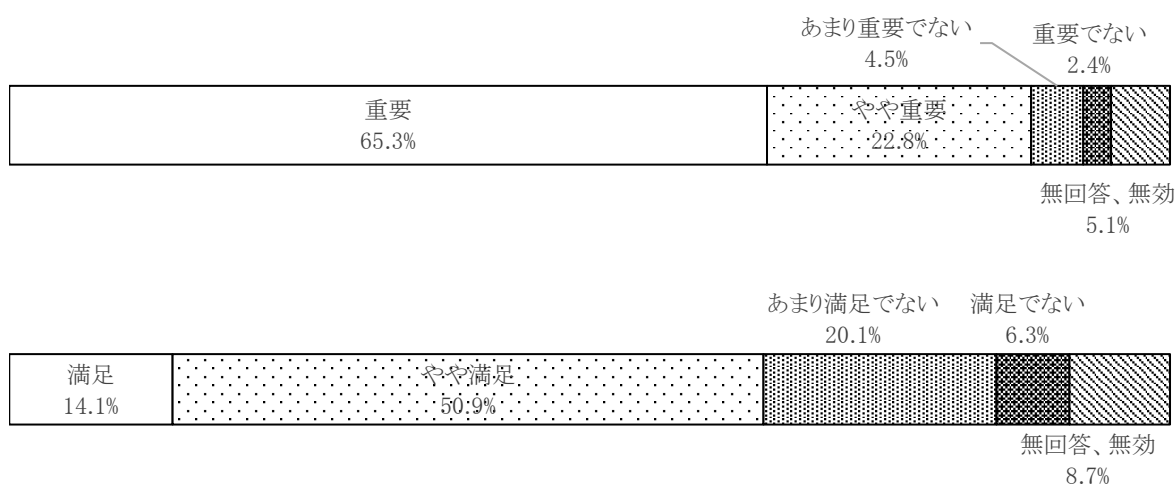 あまり重要でない
4.5%
重要でない
2.4%
重要
65.3%
やや重要
22.8%
無回答、無効
5.1%
あまり満足でない
20.1%
満足でない
6.3%
満足
14.1%
やや満足
50.9%
無回答、無効
8.7%